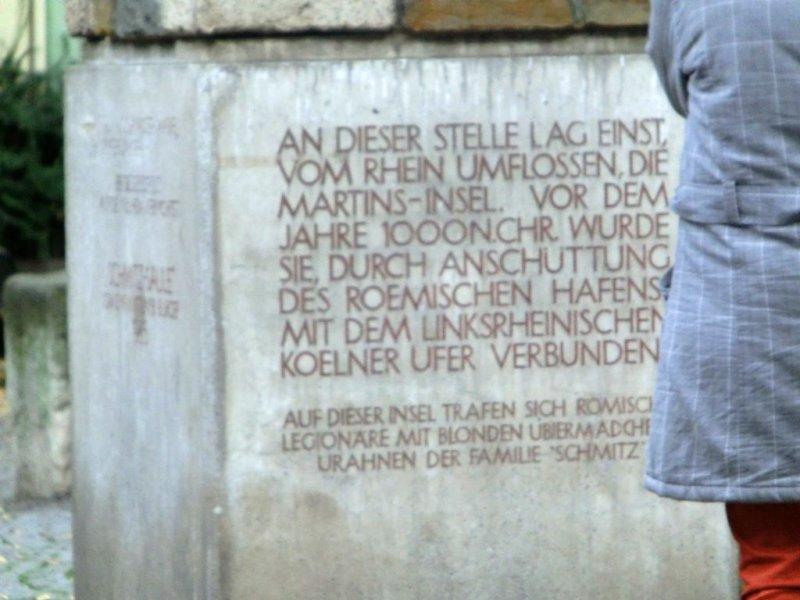 AN DIESER STELLE LAG EINST,
VOM RHEIN UMFLOSSEN, DIE
MARTINS-INSEL. VOR DEM
JAHRE 1000 N.CHR. WURDE
SIE, DURCH ANSCHÜTTUNG
DES ROEMISCHEN HAFENS
MIT DEM LINKSRHEINISCHEN
KOELNER UFER VERBUNDEN
AUF DIESER INSEL TRAFEN SICH RÖMISCH
LEGIONÄRE MIT BLONDEN UBIERMÄDCHE
URAHNEN DER FAMILIE "SCHMITZ"